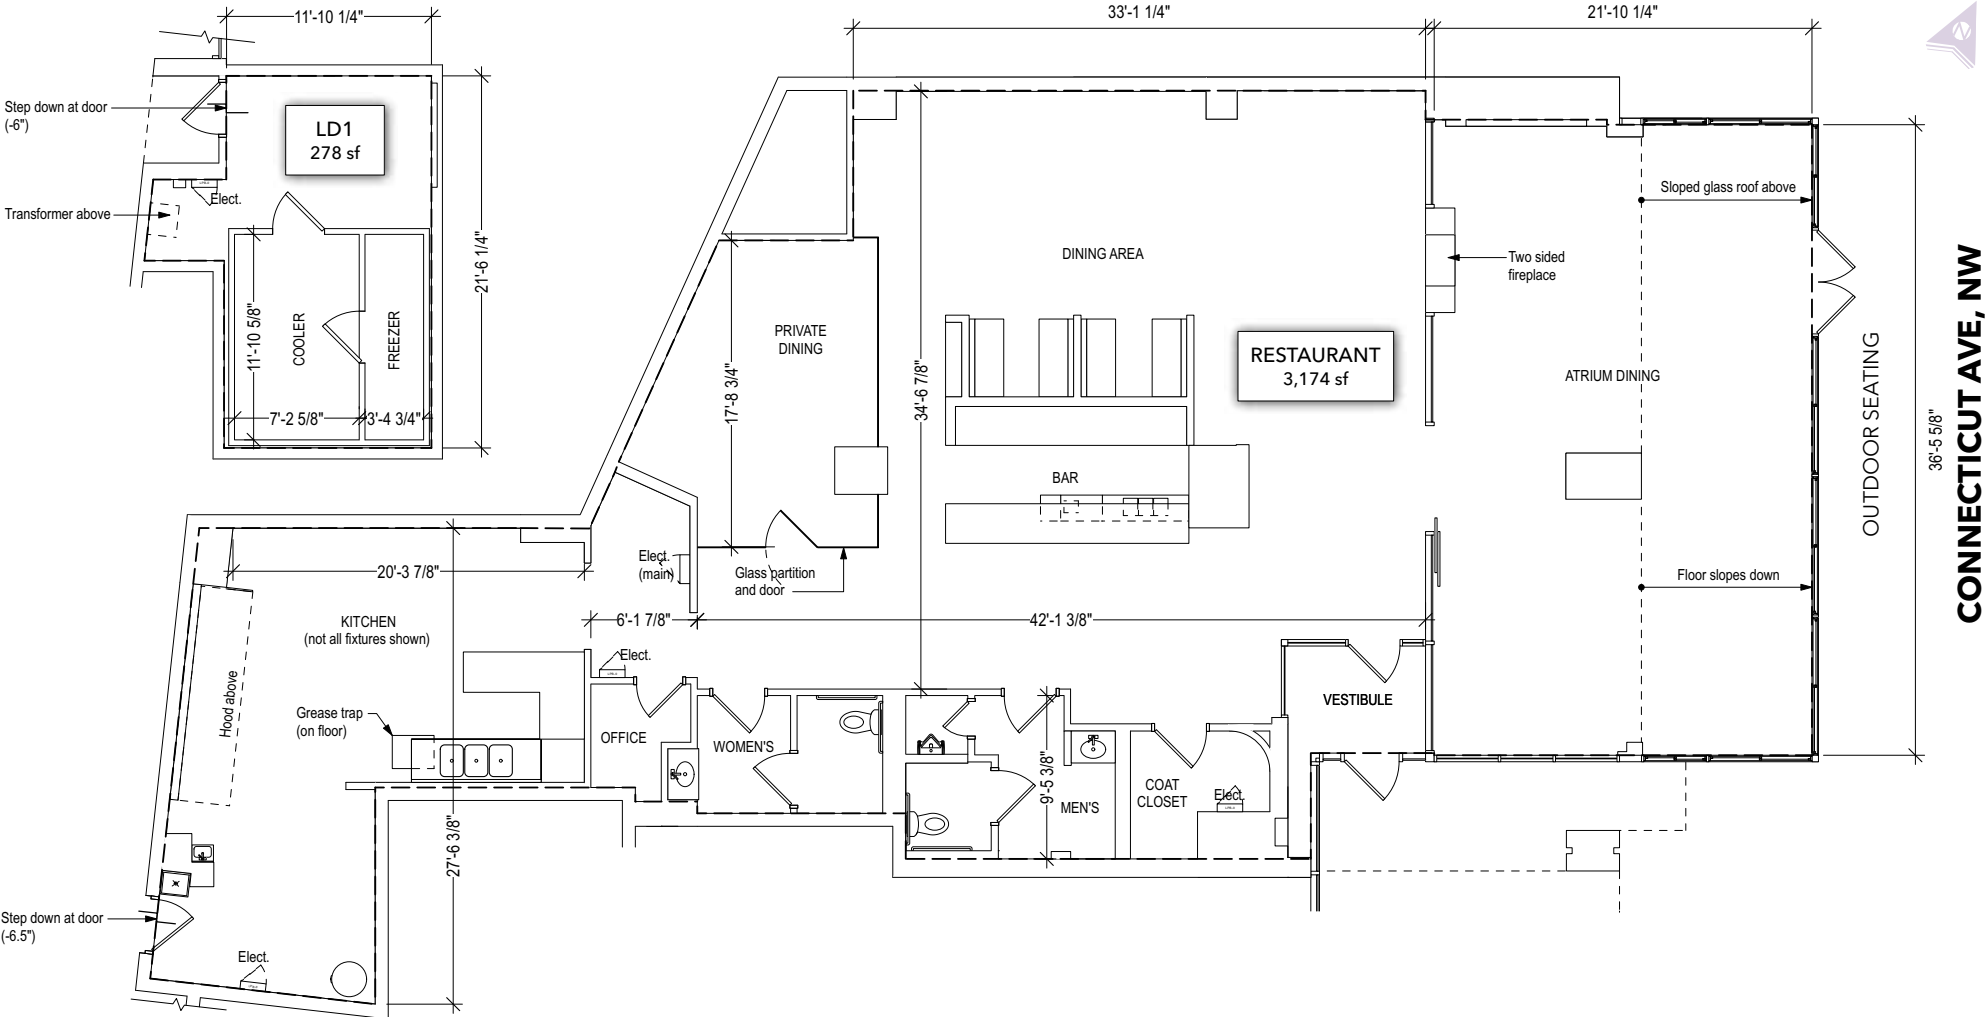 11'-10 1/4"
33'-1 1/4"
21'-10 1/4"
N
Step down at door
(-6")
LD1
278 sf
Elect.
Transformer above
21'-6 1/4"
11'-10 5/8"
COOLER
FREEZER
7'-2 5/8"
3'-4 3/4"
Sloped glass roof above
DINING AREA
Two sided
fireplace
PRIVATE
DINING
17'-8 3/4"
34'-6 7/8"
RESTAURANT
3,174 sf
ATRIUM DINING
OUTDOOR SEATING
36'-5 5/8"
CONNECTICUT AVE, NW
BAR
Elect.
(main)
Glass partition
and door
Floor slopes down
20'-3 7/8"
KITCHEN
(not all fixtures shown)
6'-1 7/8"
42'-1 3/8"
Elect.
Hood above
Grease trap
(on floor)
OFFICE
WOMEN'S
VESTIBULE
9'-5 3/8"
MEN'S
COAT
CLOSET
Elect.
27'-6 3/8"
Step down at door
(-6.5")
Elect.